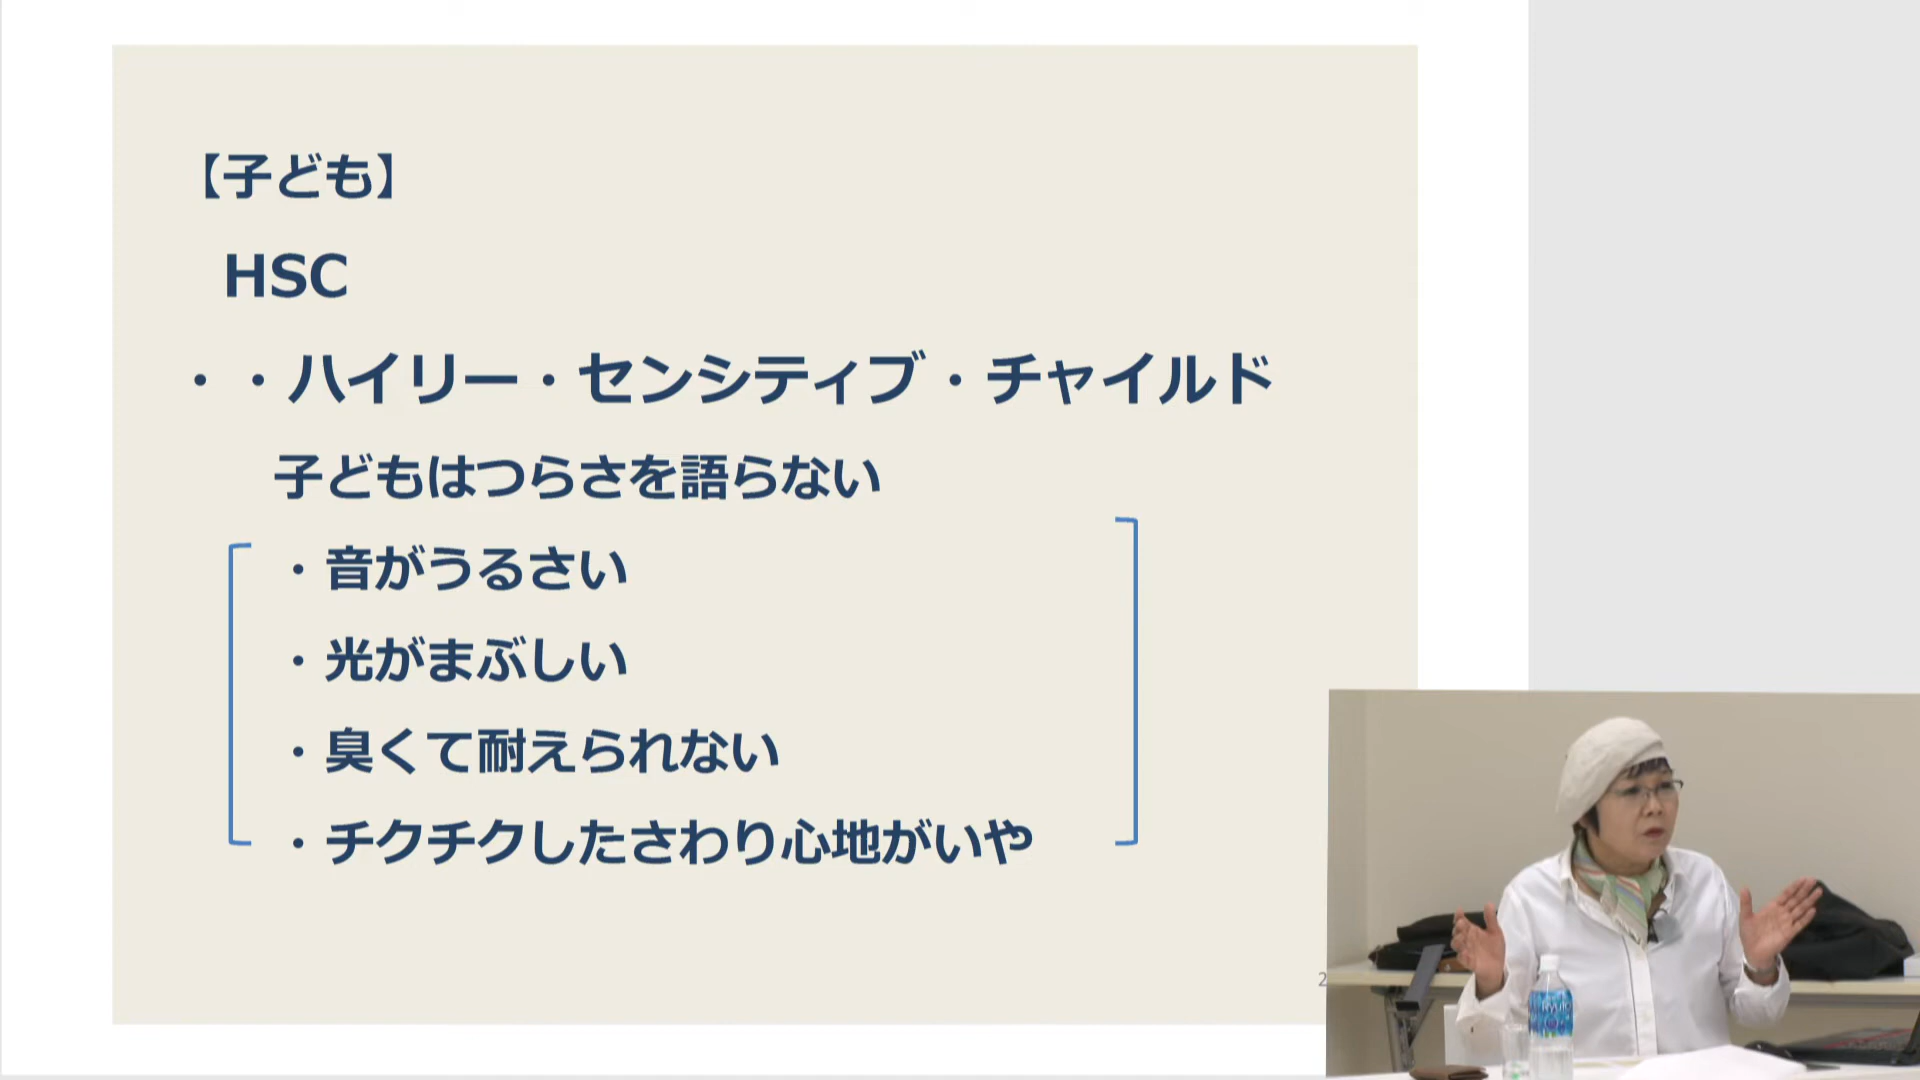 【子ども】
HSC
・・ハイリー・センシティブ・チャイルド
子どもはつらさを語らない
・音がうるさい
・光がまぶしい
・臭くて耐えられない
・チクチクしたさわり心地がいや
2